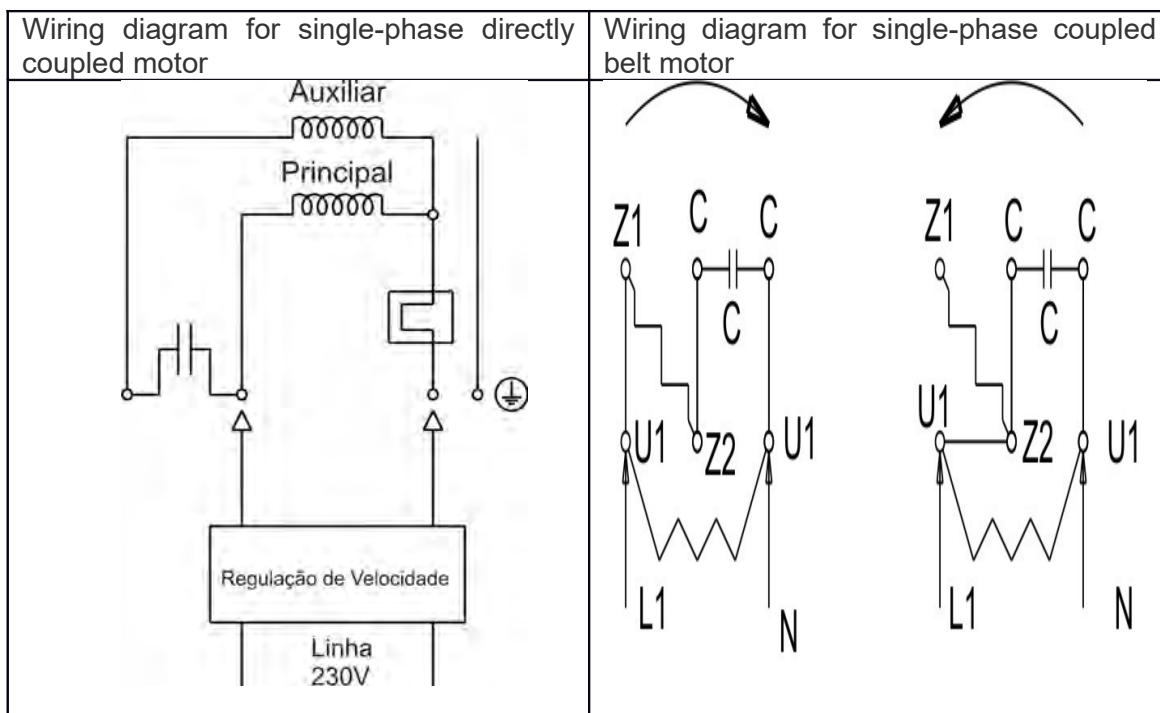 Wiring diagram for single-phase directly
coupled motor
Wiring diagram for single-phase coupled
belt motor
Auxiliar
Principal
Regulação de Velocidade
Linha
230V
Z1
C
C
C
U1
Z2
U1
L1
N
Z1
C
C
C
U1
Z2
U1
L1
N